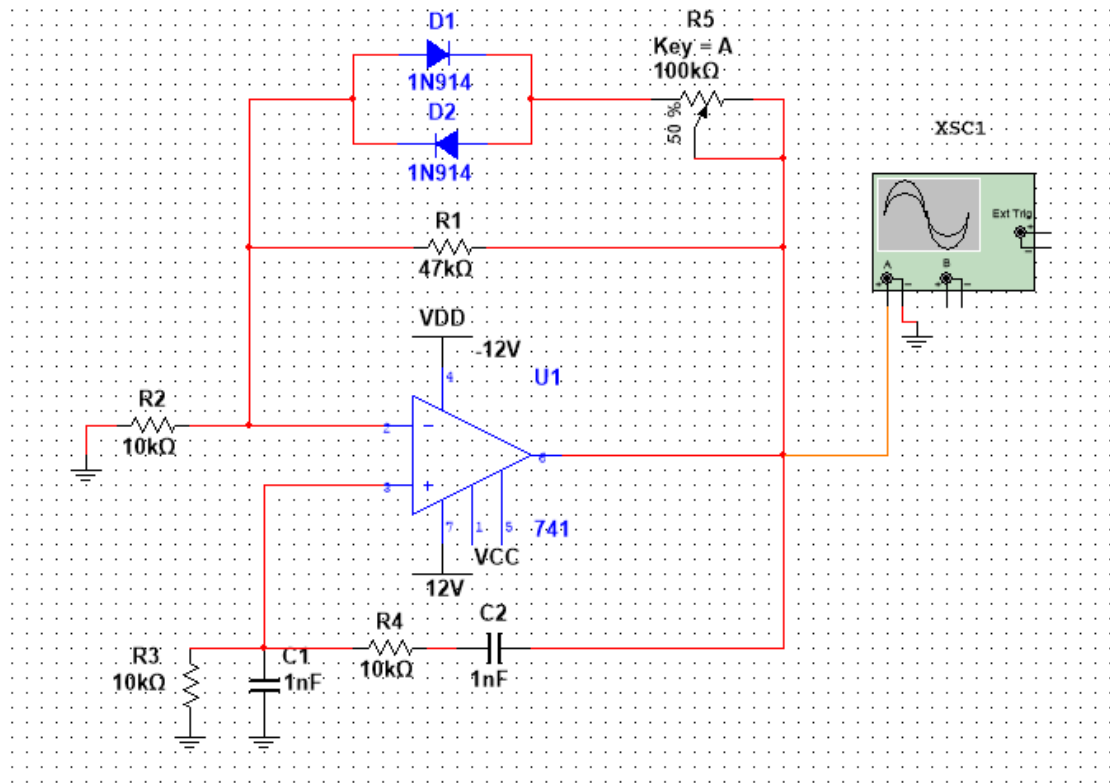 D1
1N914
D2
1N914
R5
Key = A
100kΩ
50 %
XSC1
Ext Trig
+
−
A
B
+
−
+
−
R1
47kΩ
VDD
-12V
4
U1
R2
10kΩ
2
−
6
3
+
7
1
5
741
VCC
12V
R4
10kΩ
C2
1nF
R3
10kΩ
C1
1nF